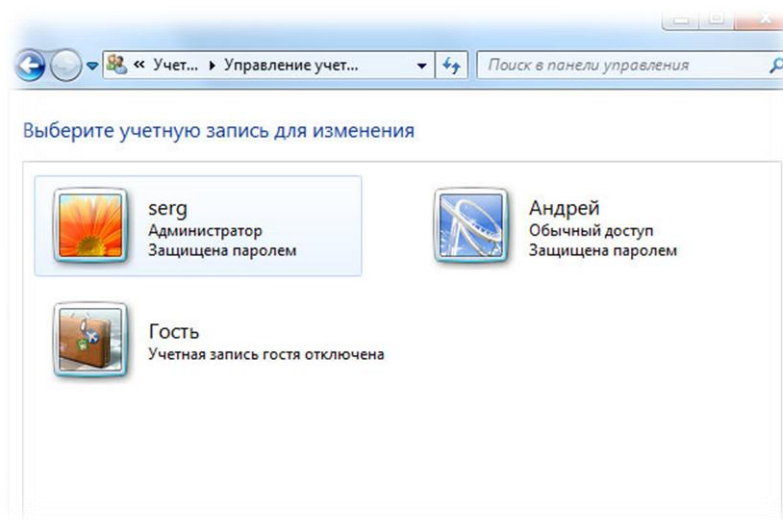 « Учет... ▸ Управление учет...
Поиск в панели управления
Выберите учетную запись для изменения
serg
Администратор
Защищена паролем
Андрей
Обычный доступ
Защищена паролем
Гость
Учетная запись гостя отключена